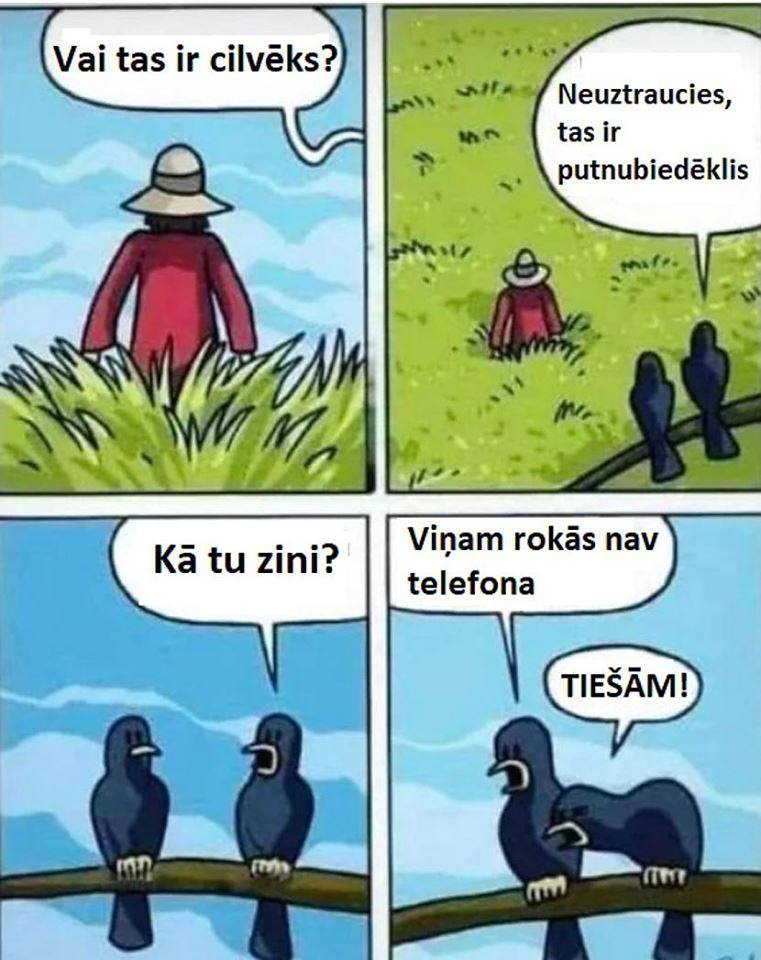 Vai tas ir cilvēks?
Neuztraucies,
tas ir
putnubiedēklis
Kā tu zini?
Viņam rokās nav
telefona
TIEŠĀM!